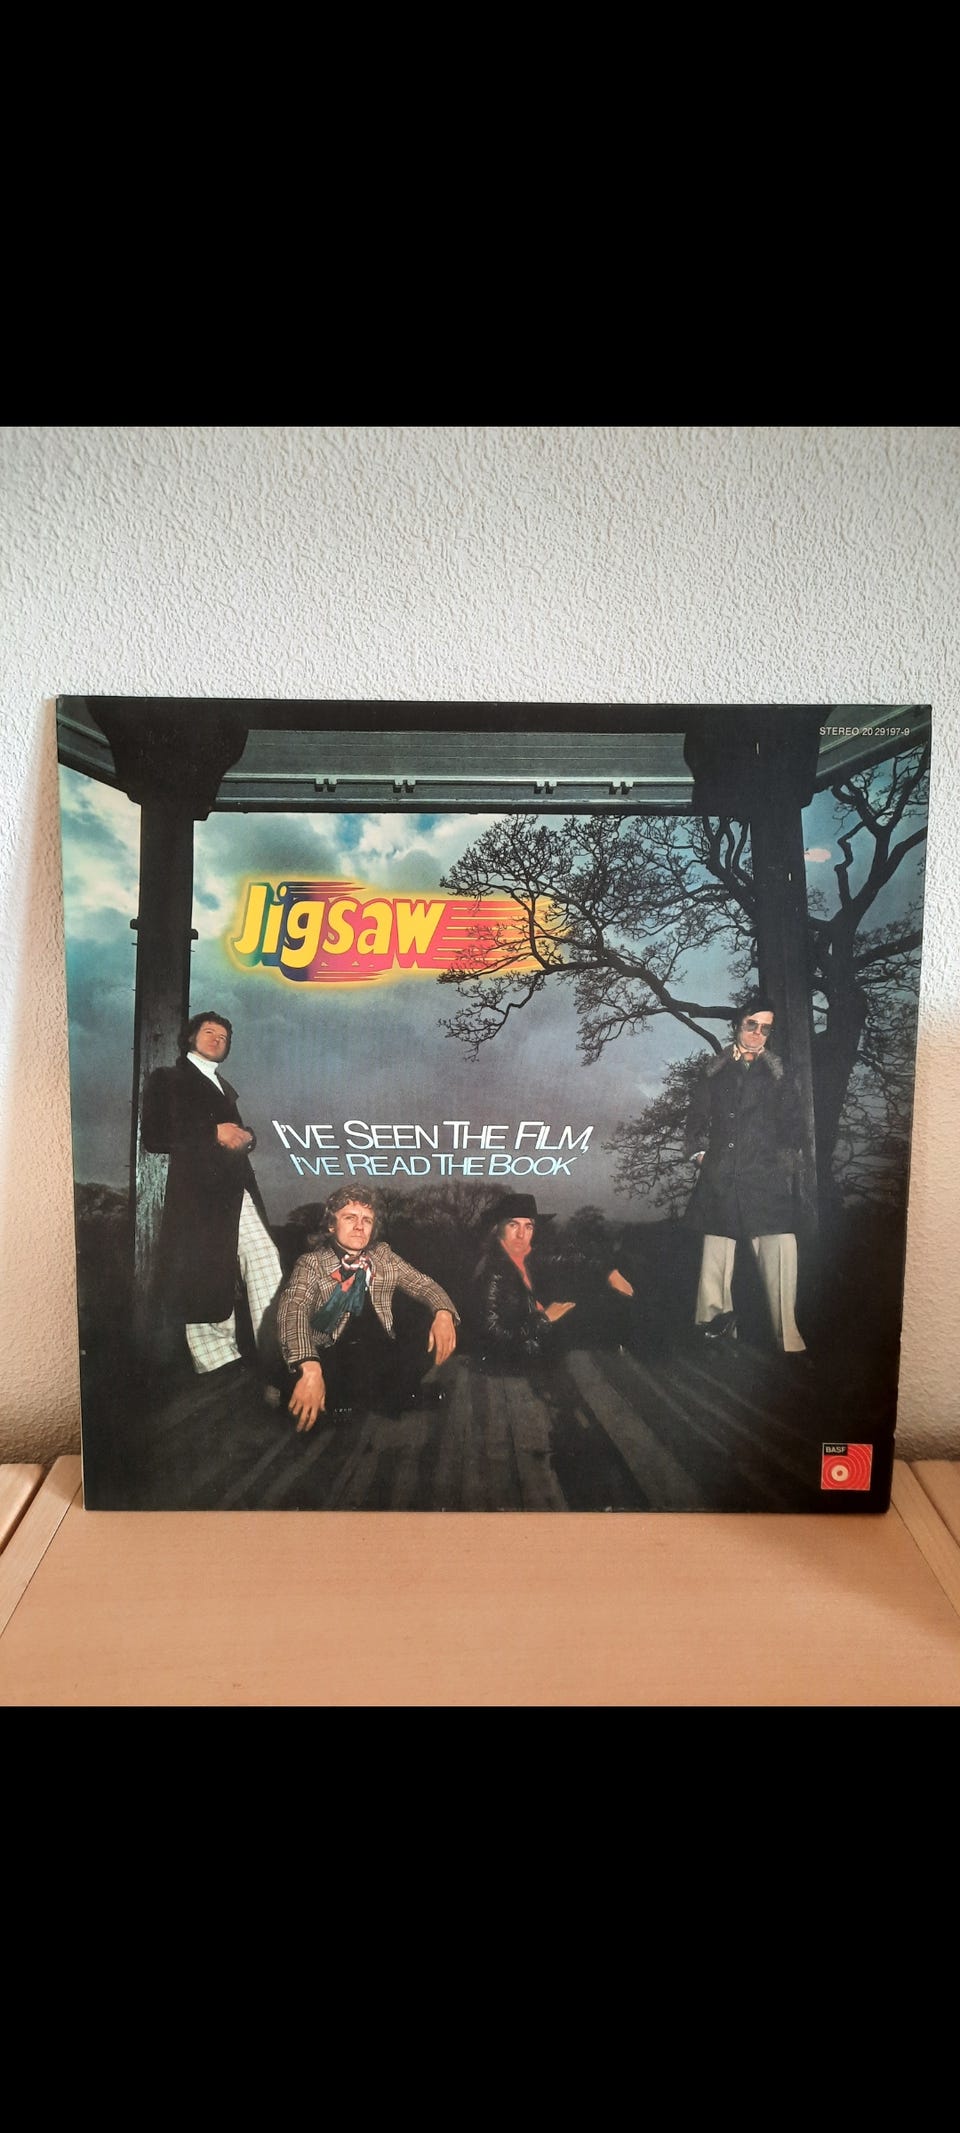 STEREO 20 29197-9
Jigsaw
I'VE SEEN THE FILM,
I'VE READ THE BOOK
BASF